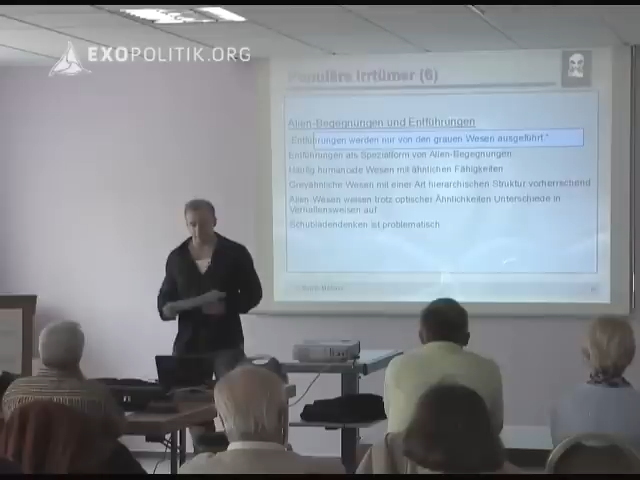 EXOPOLITIK.ORG
Populäre Irrtümer (6)
Alien-Begegnungen und Entführungen
„Entführungen werden nur von den grauen Wesen ausgeführt."
Entführungen als Spezialform von Alien-Begegnungen
Häufig humanoide Wesen mit ähnlichen Fähigkeiten
Greyähnliche Wesen mit einer Art hierarchischen Struktur vorherrschend
Alien-Wesen weisen trotz optischer Ähnlichkeiten Unterschiede in
Verhaltensweisen auf
Schubladendenken ist problematisch